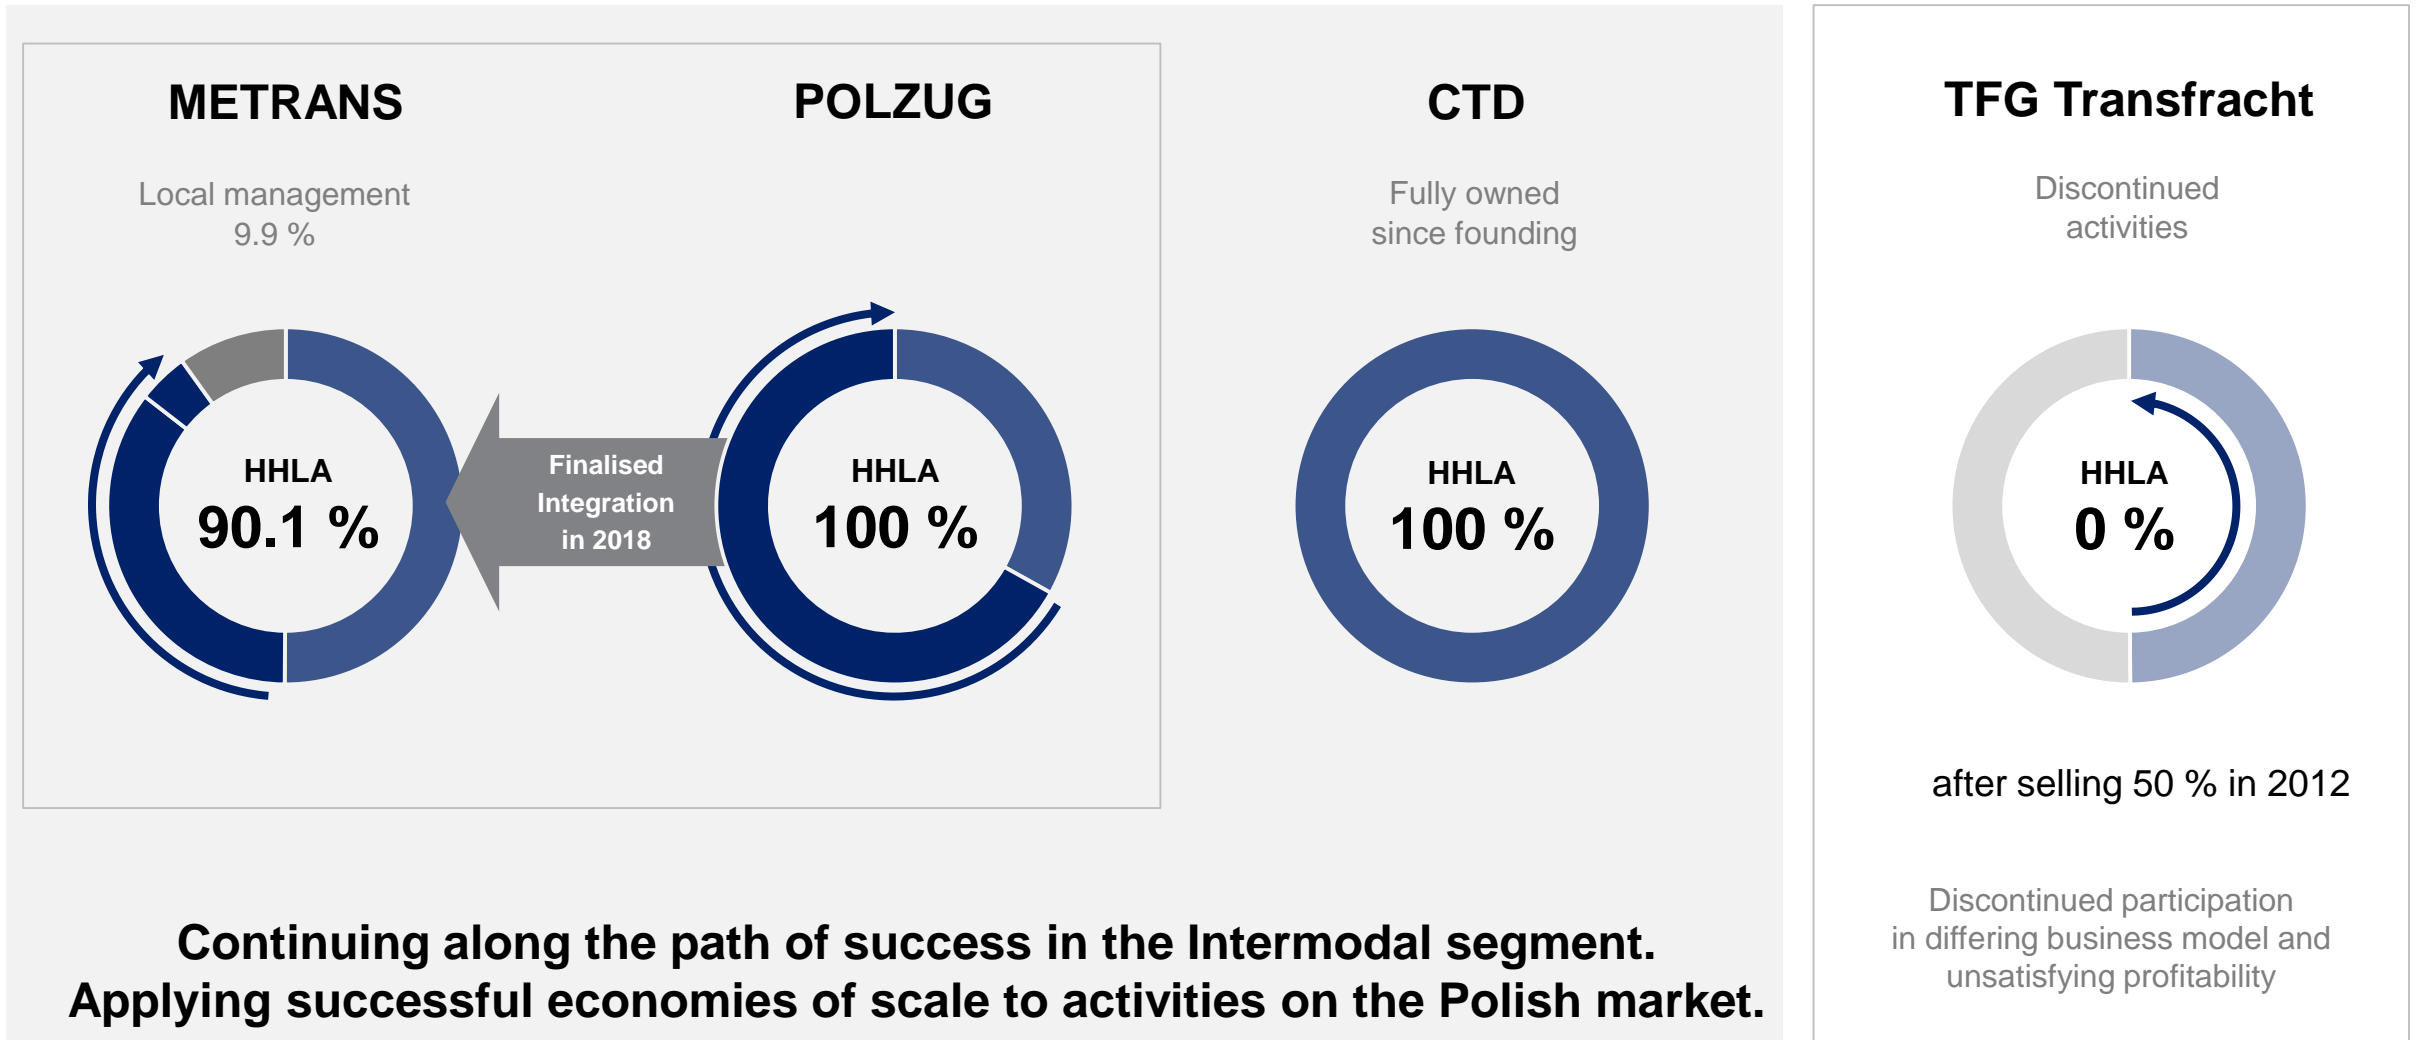 METRANS
Local management
9.9 %
HHLA
90.1 %
Finalised
Integration
in 2018
POLZUG
HHLA
100 %
CTD
Fully owned
since founding
HHLA
100 %
Continuing along the path of success in the Intermodal segment.
Applying successful economies of scale to activities on the Polish market.
TFG Transfracht
Discontinued
activities
HHLA
0 %
after selling 50 % in 2012
Discontinued participation
in differing business model and
unsatisfying profitability